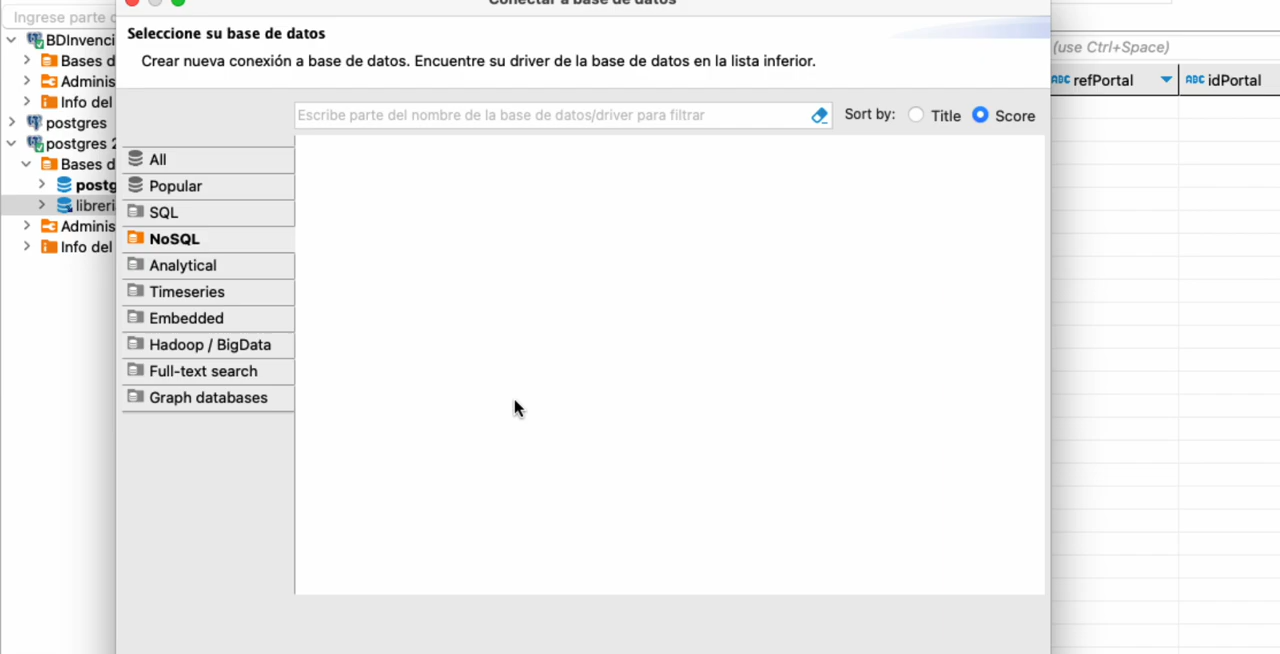 Conectar a base de datos
Ingrese parte
BDInvenci
Bases d
Adminis
Info del
postgres
postgres 2
Bases d
postg
libreri
Adminis
Info del
Seleccione su base de datos
Crear nueva conexión a base de datos. Encuentre su driver de la base de datos en la lista inferior.
Escribe parte del nombre de la base de datos/driver para filtrar
Sort by: Title Score
All
Popular
SQL
NoSQL
Analytical
Timeseries
Embedded
Hadoop / BigData
Full-text search
Graph databases
(use Ctrl+Space)
ABC refPortal ABC idPortal